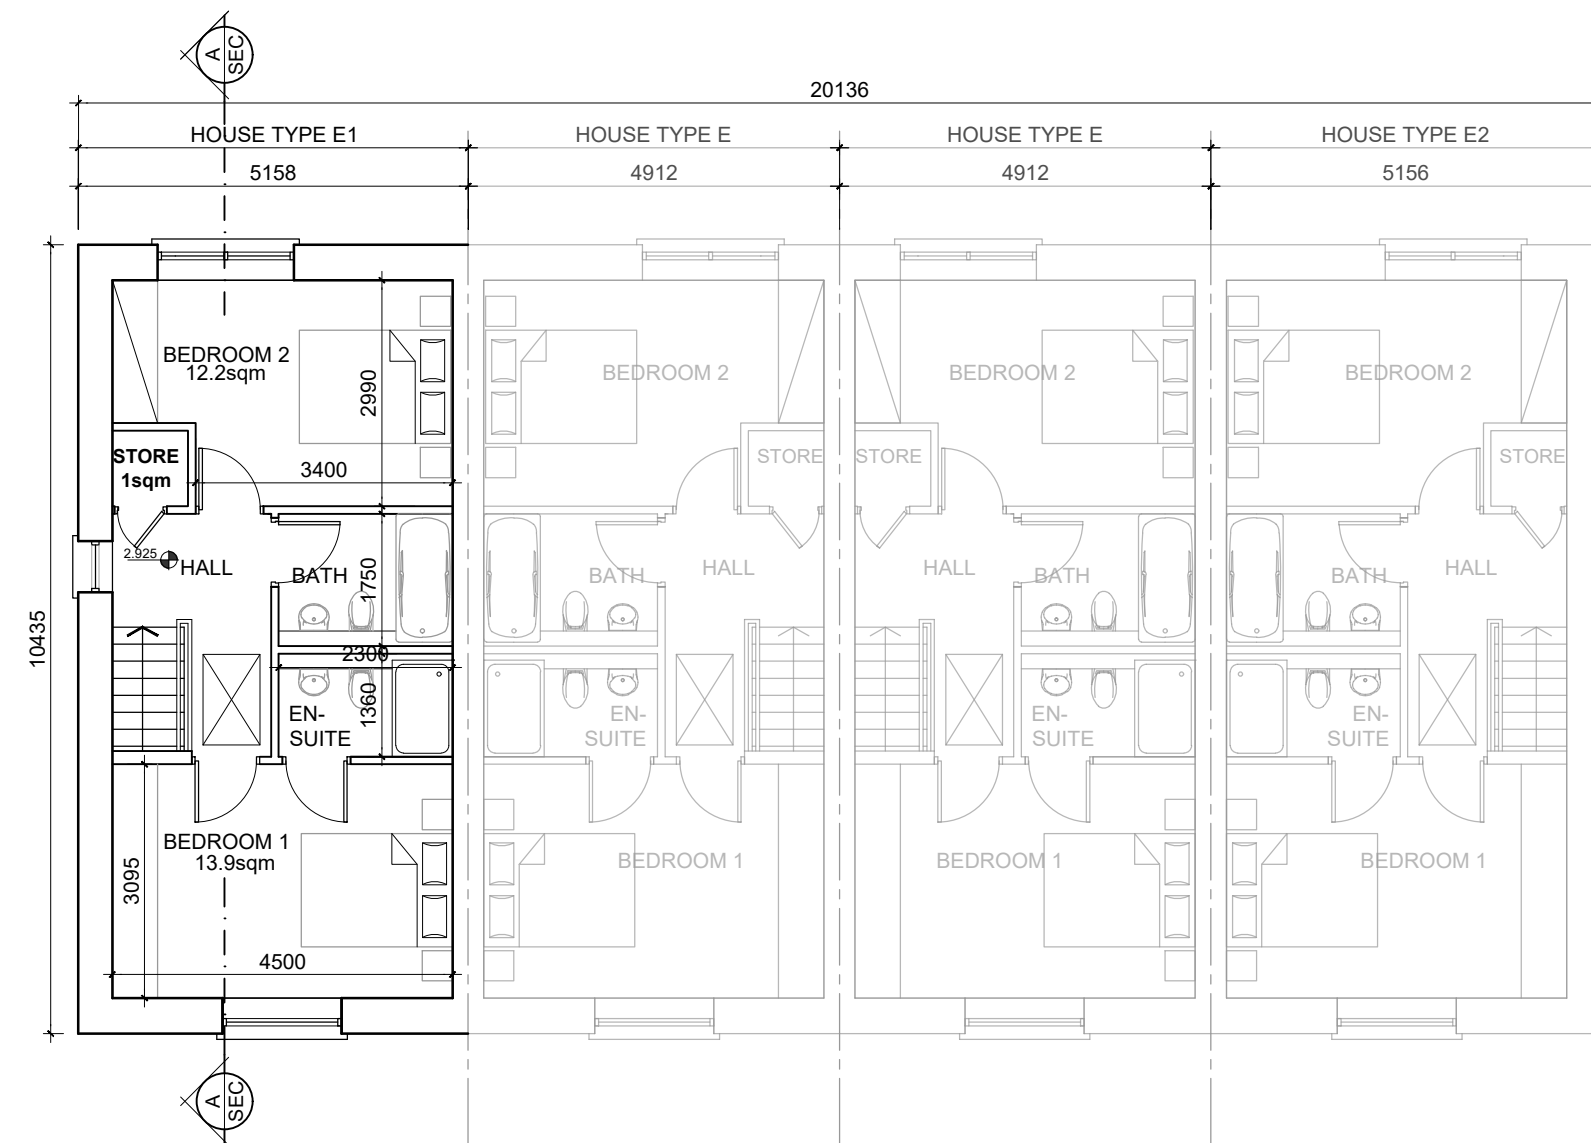 A
SEC
20136
HOUSE TYPE E1
HOUSE TYPE E
HOUSE TYPE E
HOUSE TYPE E2
5158
4912
4912
5156
BEDROOM 2
12.2sqm
2990
BEDROOM 2
BEDROOM 2
BEDROOM 2
STORE
1sqm
3400
STORE
STORE
STORE
2.925
HALL
BATH
1750
BATH
HALL
HALL
BATH
BATH
HALL
10435
2300
1360
EN-
SUITE
EN-
SUITE
EN-
SUITE
EN-
SUITE
BEDROOM 1
13.9sqm
3095
BEDROOM 1
BEDROOM 1
BEDROOM 1
4500
A
SEC